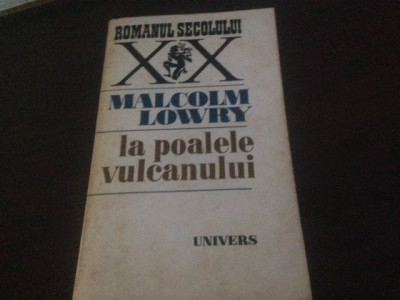 ROMANUL SECOLULUI
XX
MALCOLM
LOWRY
la poalele
vulcanului
UNIVERS